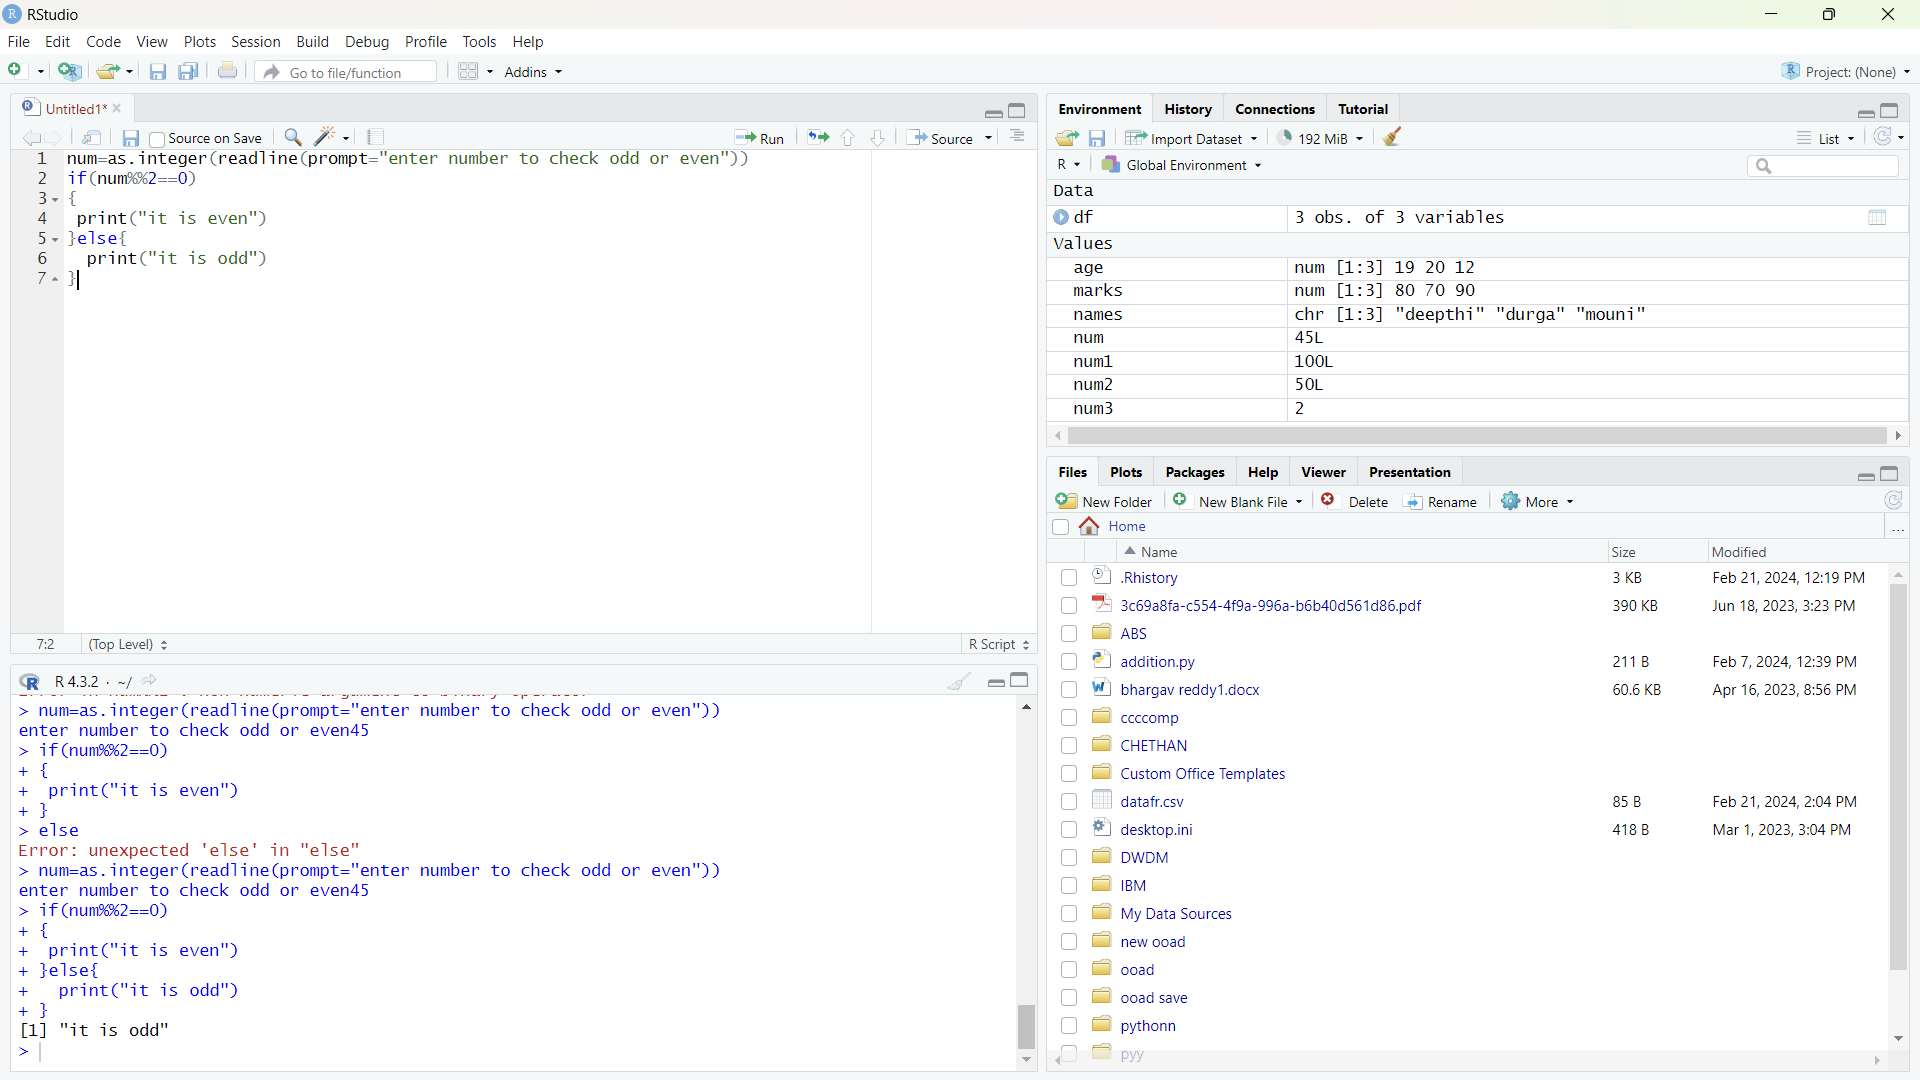 RStudio
File Edit Code View Plots Session Build Debug Profile Tools Help
Go to file/function Addins Project: (None)
Untitled1*
Source on Save Run Source
1 num=as.integer(readline(prompt="enter number to check odd or even"))
2 if(num%%2==0)
3 {
4 print("it is even")
5 }else{
6 print("it is odd")
7 }
7:2 (Top Level) R Script
R 4.3.2 · ~/
> num=as.integer(readline(prompt="enter number to check odd or even"))
enter number to check odd or even45
> if(num%%2==0)
+ {
+ print("it is even")
+ }
> else
Error: unexpected 'else' in "else"
> num=as.integer(readline(prompt="enter number to check odd or even"))
enter number to check odd or even45
> if(num%%2==0)
+ {
+ print("it is even")
+ }else{
+ print("it is odd")
+ }
[1] "it is odd"
>
Environment History Connections Tutorial
Import Dataset 192 MiB List
R Global Environment
Data
df 3 obs. of 3 variables
Values
age num [1:3] 19 20 12
marks num [1:3] 80 70 90
names chr [1:3] "deepthi" "durga" "mouni"
num 45L
num1 100L
num2 50L
num3 2
Files Plots Packages Help Viewer Presentation
New Folder New Blank File Delete Rename More
Home ...
Name Size Modified
.Rhistory 3 KB Feb 21, 2024, 12:19 PM
3c69a8fa-c554-4f9a-996a-b6b40d561d86.pdf 390 KB Jun 18, 2023, 3:23 PM
ABS
addition.py 211 B Feb 7, 2024, 12:39 PM
bhargav reddy1.docx 60.6 KB Apr 16, 2023, 8:56 PM
ccccomp
CHETHAN
Custom Office Templates
datafr.csv 85 B Feb 21, 2024, 2:04 PM
desktop.ini 418 B Mar 1, 2023, 3:04 PM
DWDM
IBM
My Data Sources
new ooad
ooad
ooad save
pythonn
pyy